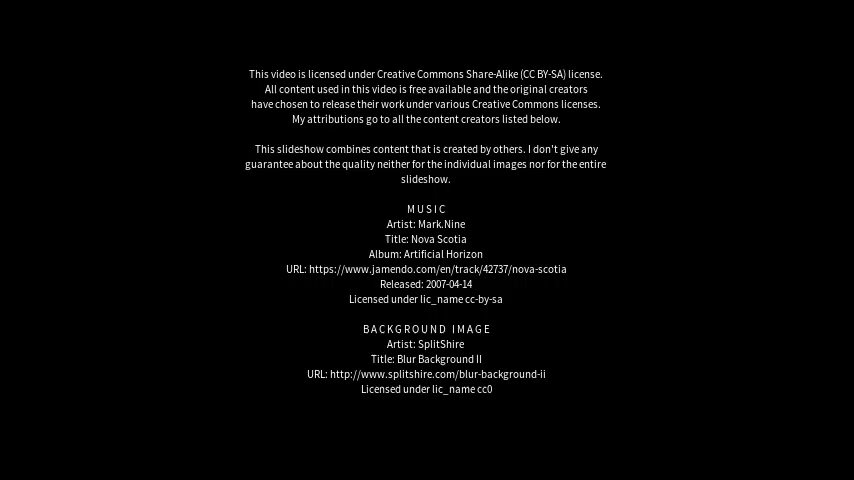 This video is licensed under Creative Commons Share-Alike (CC BY-SA) license.
All content used in this video is free available and the original creators
have chosen to release their work under various Creative Commons licenses.
My attributions go to all the content creators listed below.
This slideshow combines content that is created by others. I don't give any
guarantee about the quality neither for the individual images nor for the entire
slideshow.
MUSIC
Artist: Mark.Nine
Title: Nova Scotia
Album: Artificial Horizon
URL: https://www.jamendo.com/en/track/42737/nova-scotia
Released: 2007-04-14
Licensed under lic_name cc-by-sa
BACKGROUND IMAGE
Artist: SplitShire
Title: Blur Background II
URL: http://www.splitshire.com/blur-background-ii
Licensed under lic_name cc0